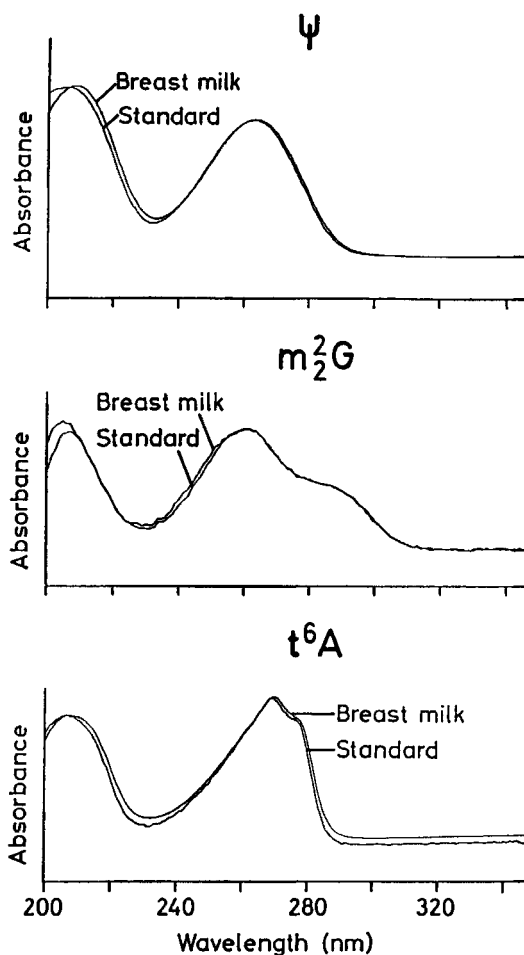 ψ
Breast milk
Standard
Absorbance
m₂²G
Breast milk
Standard
Absorbance
t⁶A
Breast milk
Standard
Absorbance
200 240 280 320
Wavelength (nm)